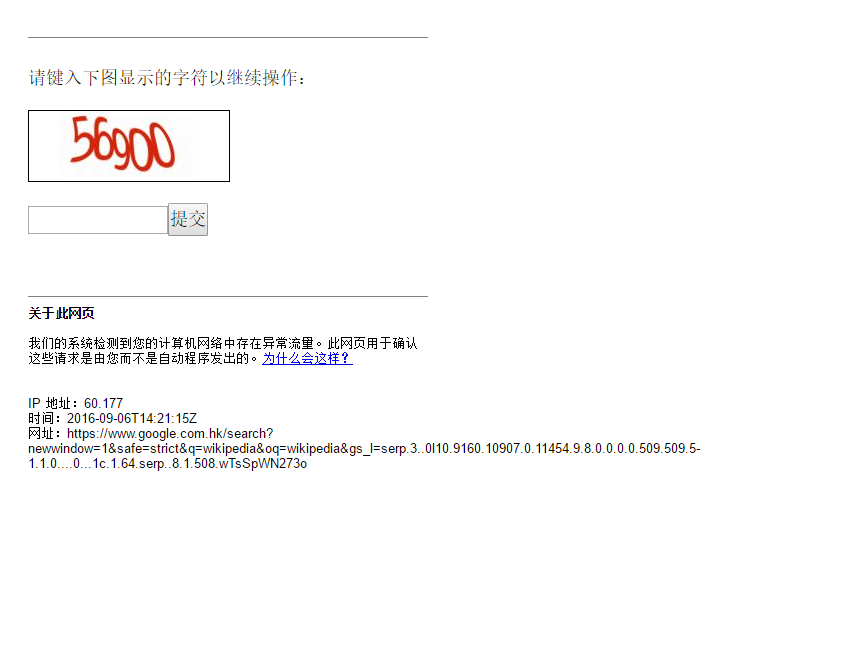 请键入下图显示的字符以继续操作：
56900
提交
关于此网页
我们的系统检测到您的计算机网络中存在异常流量。此网页用于确认
这些请求是由您而不是自动程序发出的。为什么会这样？
IP 地址：60.177
时间：2016-09-06T14:21:15Z
网址：https://www.google.com.hk/search?
newwindow=1&safe=strict&q=wikipedia&oq=wikipedia&gs_l=serp.3..0l10.9160.10907.0.11454.9.8.0.0.0.0.509.509.5-
1.1.0....0...1c.1.64.serp..8.1.508.wTsSpWN273o